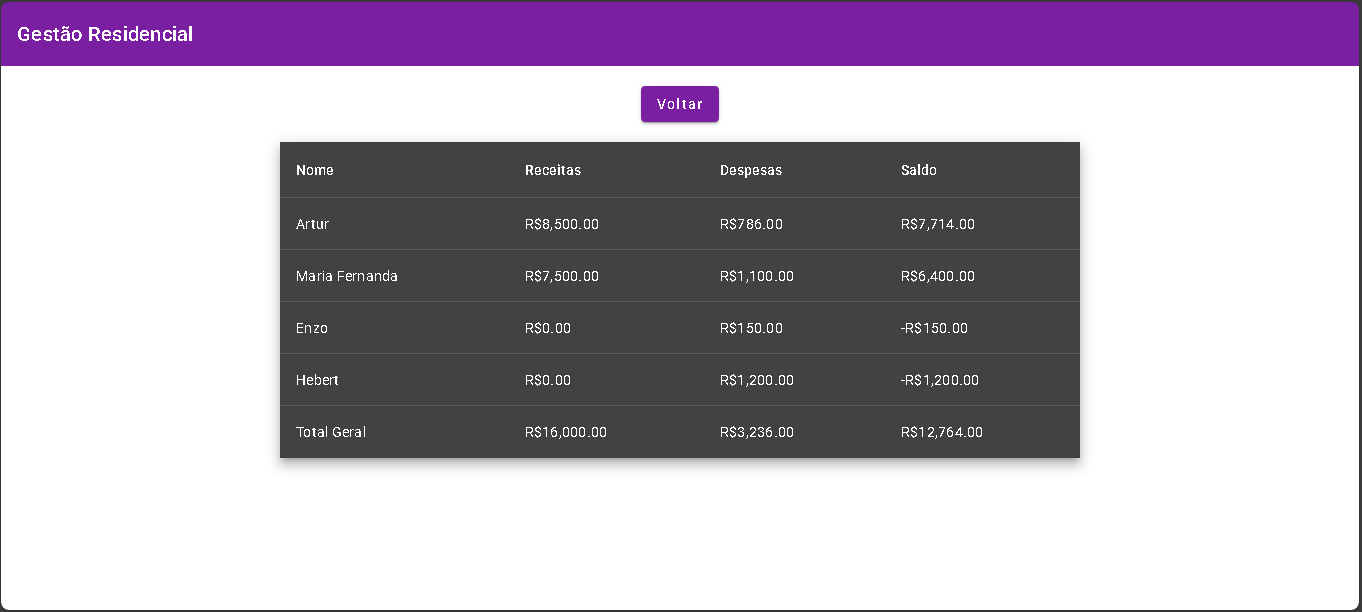 Gestão Residencial
Voltar
Nome Receitas Despesas Saldo
Artur R$8,500.00 R$786.00 R$7,714.00
Maria Fernanda R$7,500.00 R$1,100.00 R$6,400.00
Enzo R$0.00 R$150.00 -R$150.00
Hebert R$0.00 R$1,200.00 -R$1,200.00
Total Geral R$16,000.00 R$3,236.00 R$12,764.00